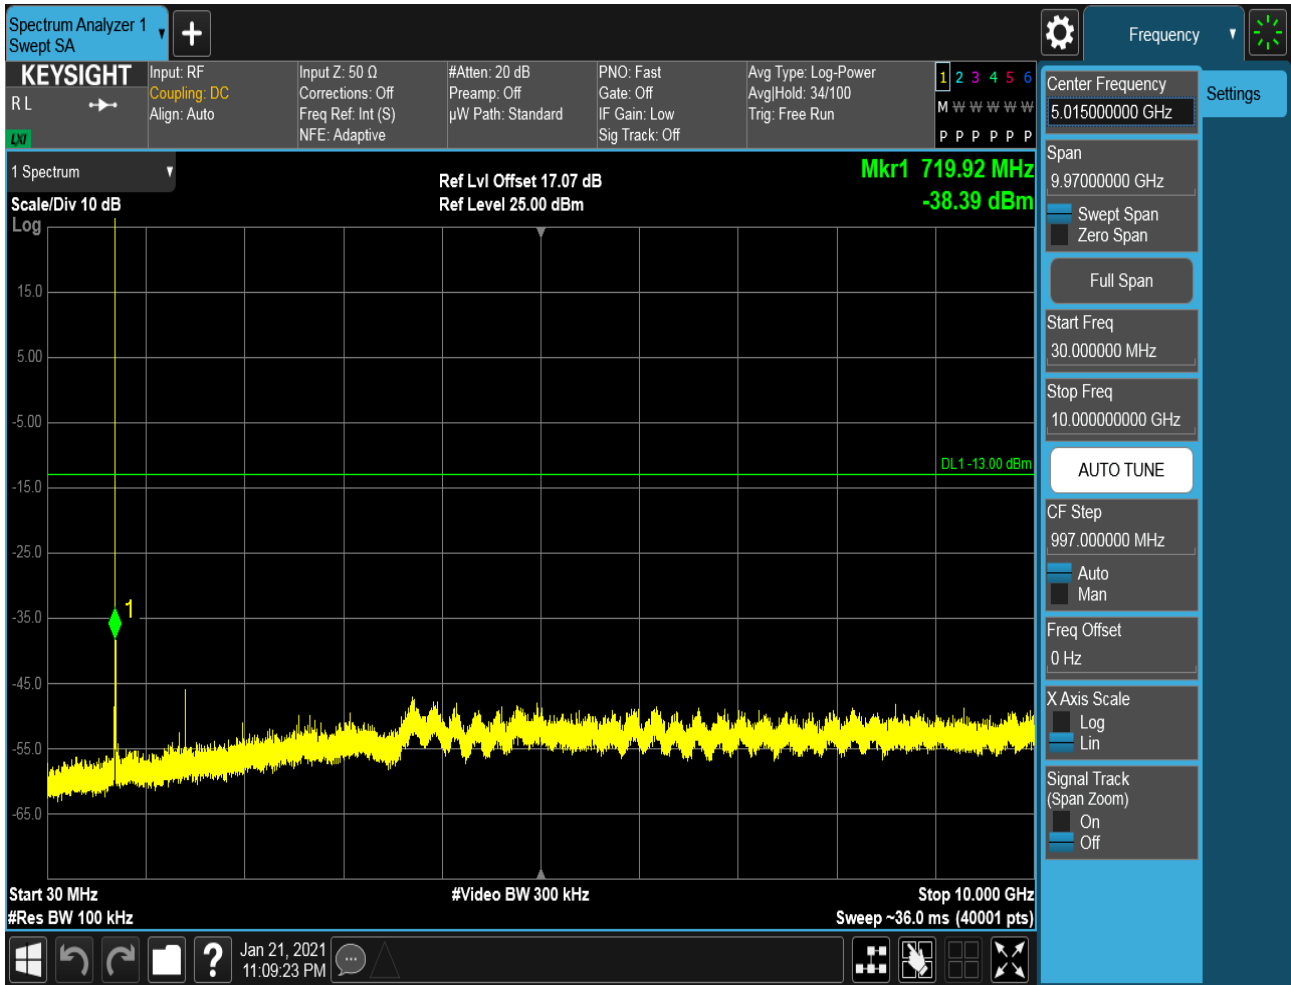 Spectrum Analyzer 1
Swept SA
Frequency
KEYSIGHT
R L
LXI
Input: RF
Coupling: DC
Align: Auto
Input Z: 50 Ω
Corrections: Off
Freq Ref: Int (S)
NFE: Adaptive
#Atten: 20 dB
Preamp: Off
µW Path: Standard
PNO: Fast
Gate: Off
IF Gain: Low
Sig Track: Off
Avg Type: Log-Power
Avg|Hold: 34/100
Trig: Free Run
1 2 3 4 5 6
M W W W W W
P P P P P P
1 Spectrum
Scale/Div 10 dB
Log
Ref Lvl Offset 17.07 dB
Ref Level 25.00 dBm
Mkr1 719.92 MHz
-38.39 dBm
15.0
5.00
-5.00
DL1 -13.00 dBm
-15.0
-25.0
1
-35.0
-45.0
-55.0
-65.0
Start 30 MHz
#Res BW 100 kHz
#Video BW 300 kHz
Stop 10.000 GHz
Sweep ~36.0 ms (40001 pts)
?
Jan 21, 2021
11:09:23 PM
Center Frequency
5.015000000 GHz
Settings
Span
9.97000000 GHz
Swept Span
Zero Span
Full Span
Start Freq
30.000000 MHz
Stop Freq
10.000000000 GHz
AUTO TUNE
CF Step
997.000000 MHz
Auto
Man
Freq Offset
0 Hz
X Axis Scale
Log
Lin
Signal Track
(Span Zoom)
On
Off